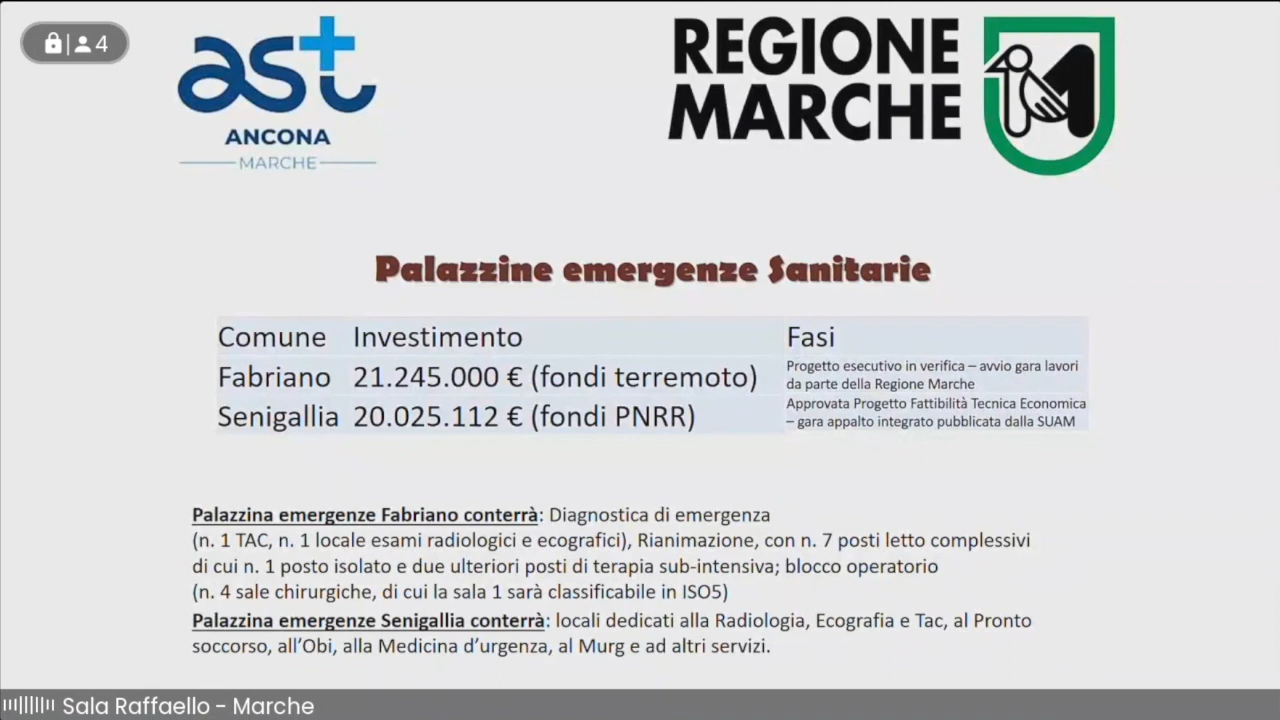 4
ast
ANCONA
MARCHE
REGIONE
MARCHE
Palazzine emergenze Sanitarie
Comune Investimento Fasi
Fabriano 21.245.000 € (fondi terremoto) Progetto esecutivo in verifica – avvio gara lavori
da parte della Regione Marche
Senigallia 20.025.112 € (fondi PNRR) Approvata Progetto Fattibilità Tecnica Economica
– gara appalto integrato pubblicata dalla SUAM
Palazzina emergenze Fabriano conterrà: Diagnostica di emergenza
(n. 1 TAC, n. 1 locale esami radiologici e ecografici), Rianimazione, con n. 7 posti letto complessivi
di cui n. 1 posto isolato e due ulteriori posti di terapia sub-intensiva; blocco operatorio
(n. 4 sale chirurgiche, di cui la sala 1 sarà classificabile in ISO5)
Palazzina emergenze Senigallia conterrà: locali dedicati alla Radiologia, Ecografia e Tac, al Pronto
soccorso, all’Obi, alla Medicina d’urgenza, al Murg e ad altri servizi.
Sala Raffaello - Marche